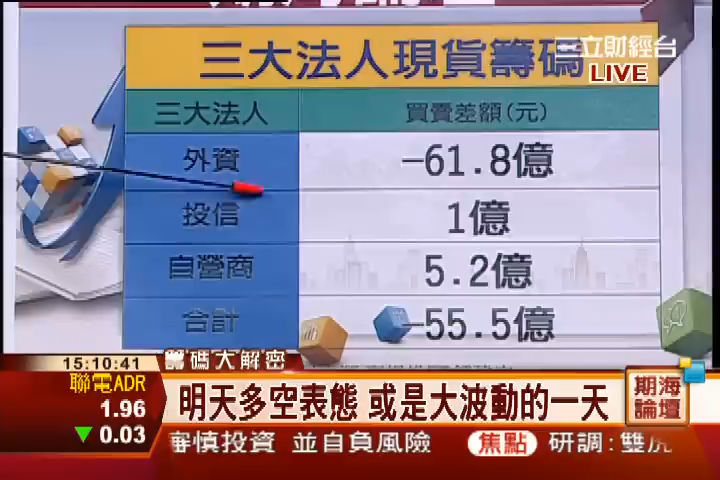 三大法人現貨籌碼
三立財經台
LIVE
三大法人 買賣差額(元)
外資 -61.8億
投信 1億
自營商 5.2億
合計 -55.5億
15:10:41
籌碼大解密
聯電ADR
1.96
▼0.03
明天多空表態 或是大波動的一天
期海
論壇
審慎投資 並自負風險 焦點 研調:雙虎